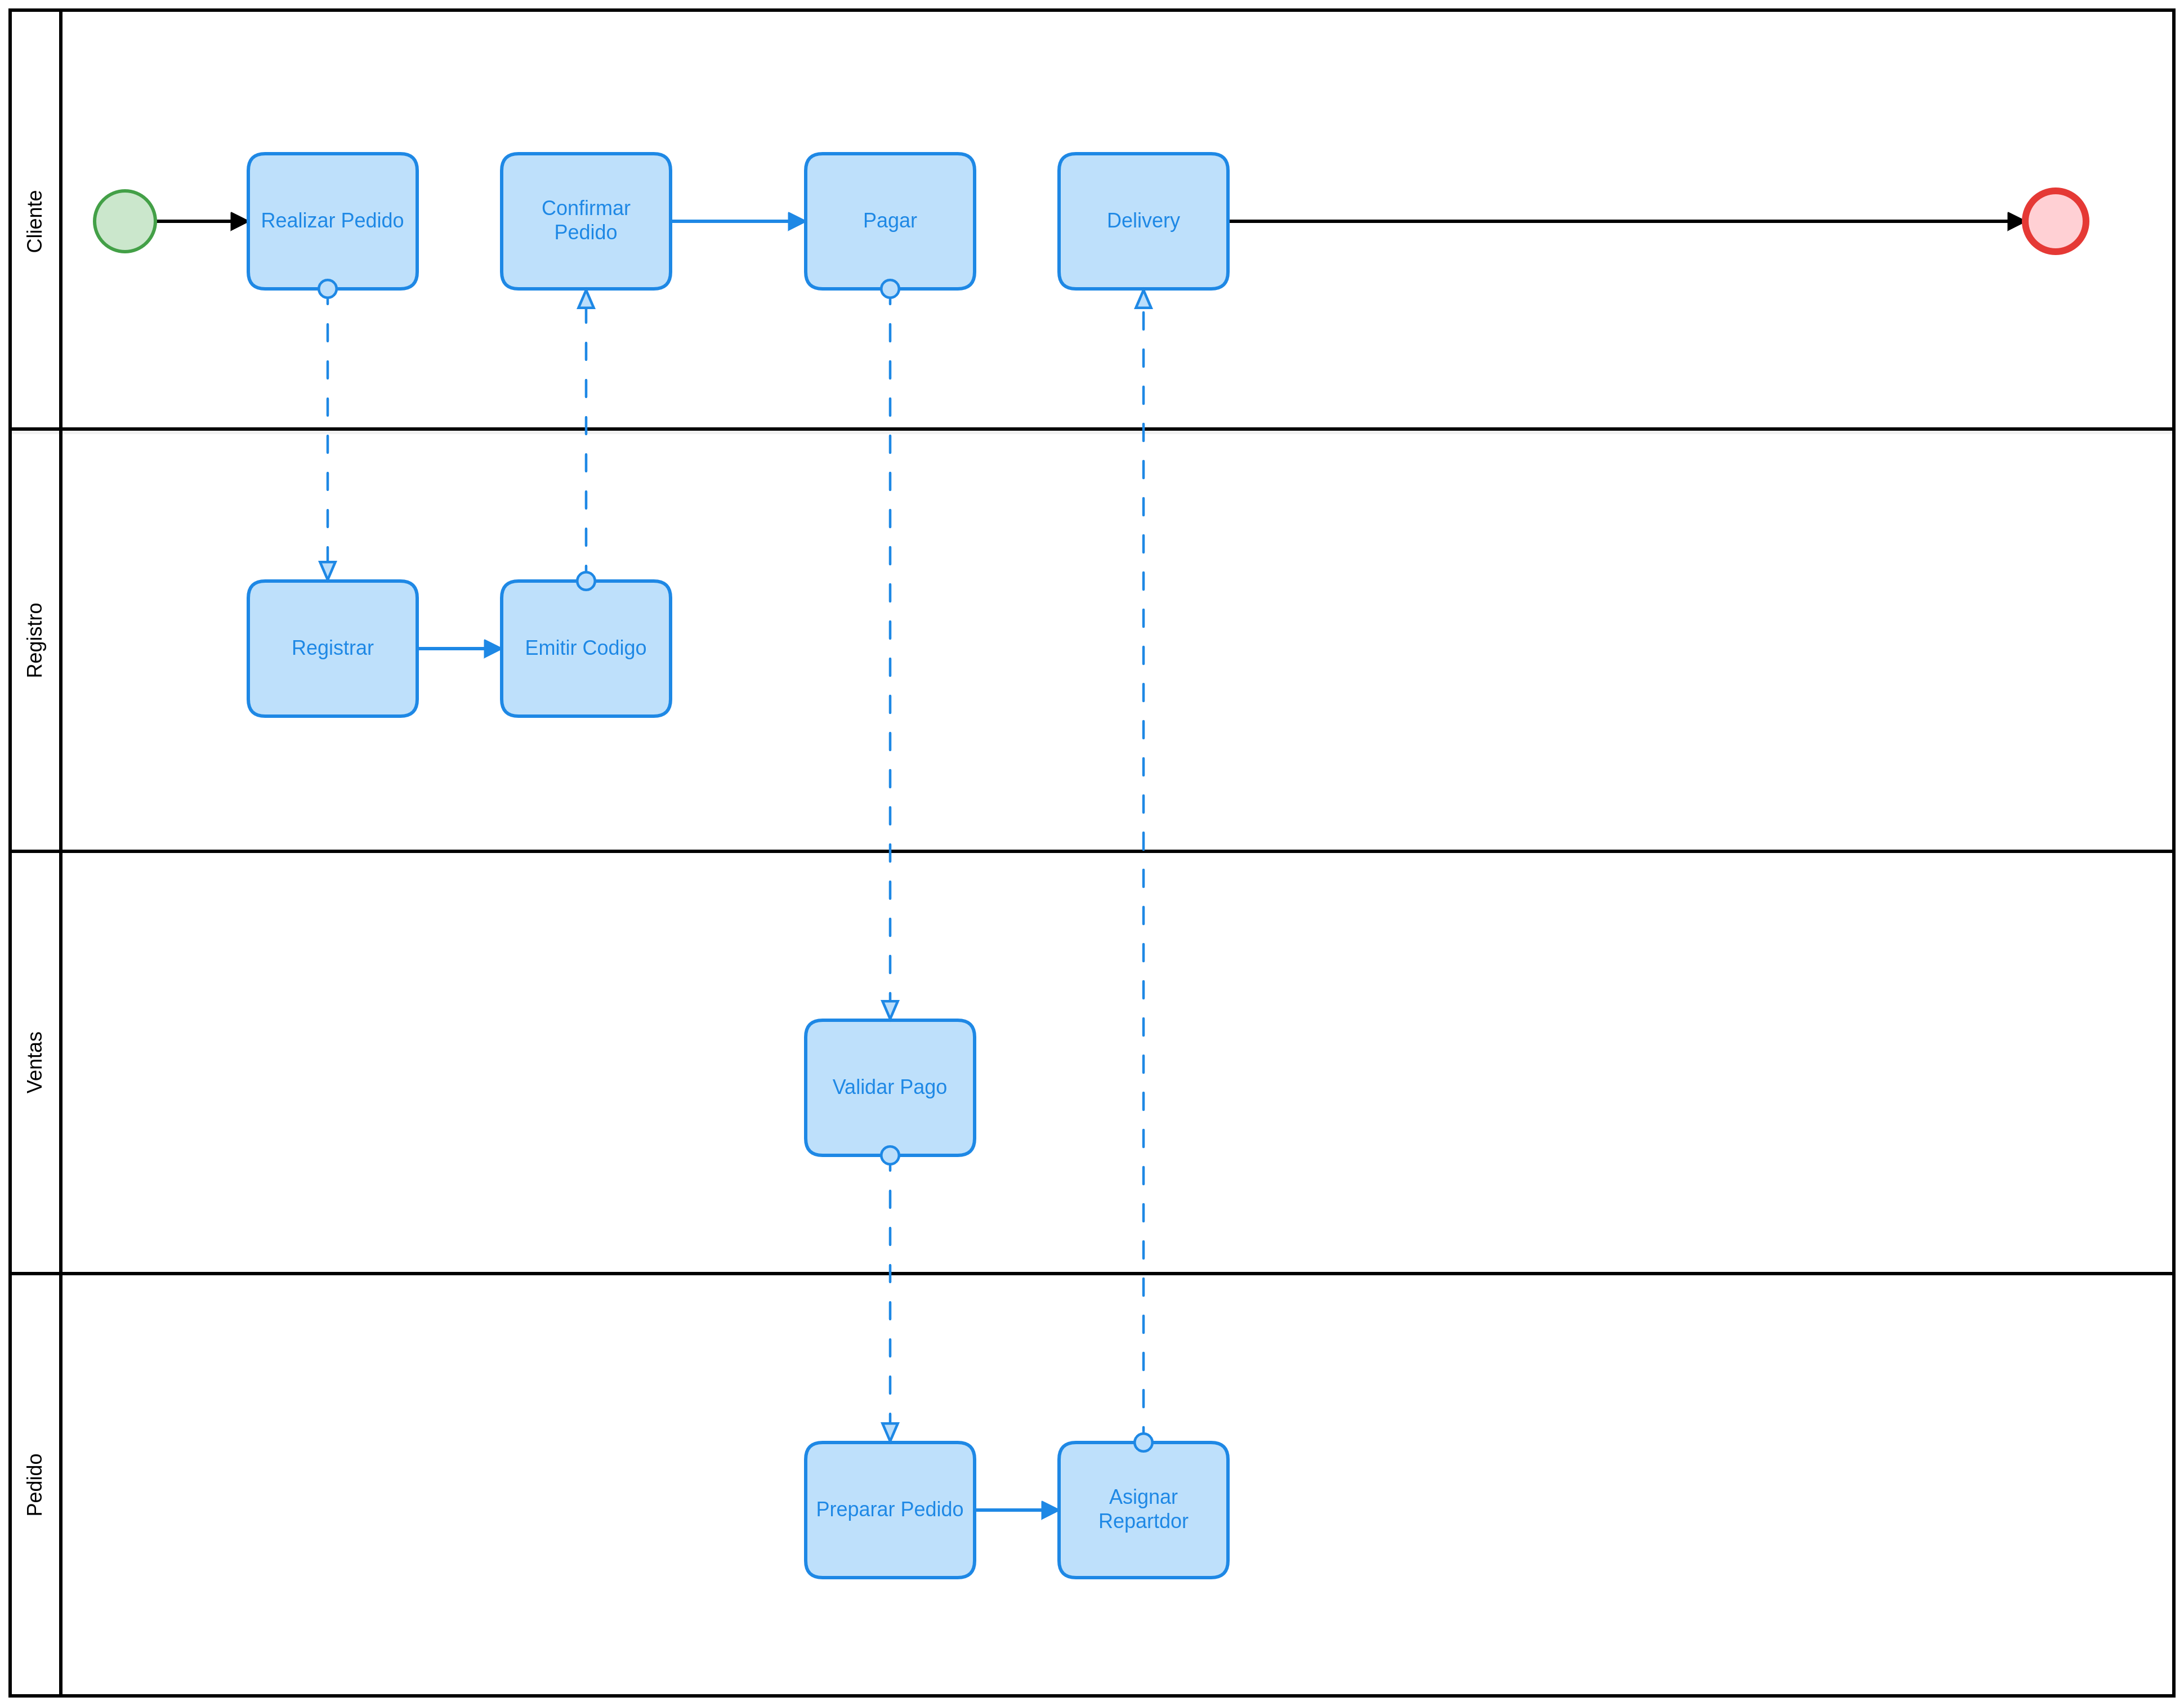 Cliente
Realizar Pedido
Confirmar
Pedido
Pagar
Delivery
Registro
Registrar
Emitir Codigo
Ventas
Validar Pago
Pedido
Preparar Pedido
Asignar
Repartdor